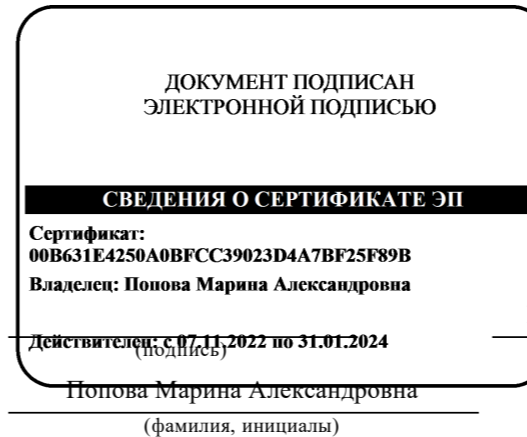 ДОКУМЕНТ ПОДПИСАН
ЭЛЕКТРОННОЙ ПОДПИСЬЮ
СВЕДЕНИЯ О СЕРТИФИКАТЕ ЭП
Сертификат:
00B631E4250A0BFCC39023D4A7BF25F89B
Владелец: Попова Марина Александровна
Действителен: с 07.11.2022 по 31.01.2024
(подпись)
Попова Марина Александровна
(фамилия, инициалы)